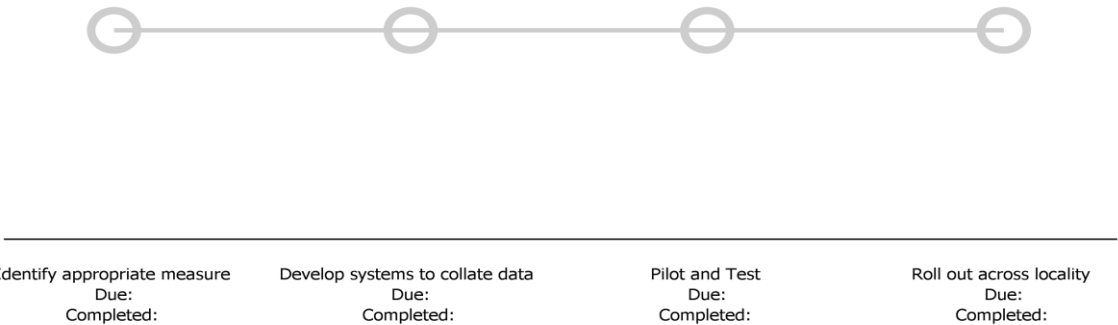 Identify appropriate measure
Due:
Completed:
Develop systems to collate data
Due:
Completed:
Pilot and Test
Due:
Completed:
Roll out across locality
Due:
Completed: